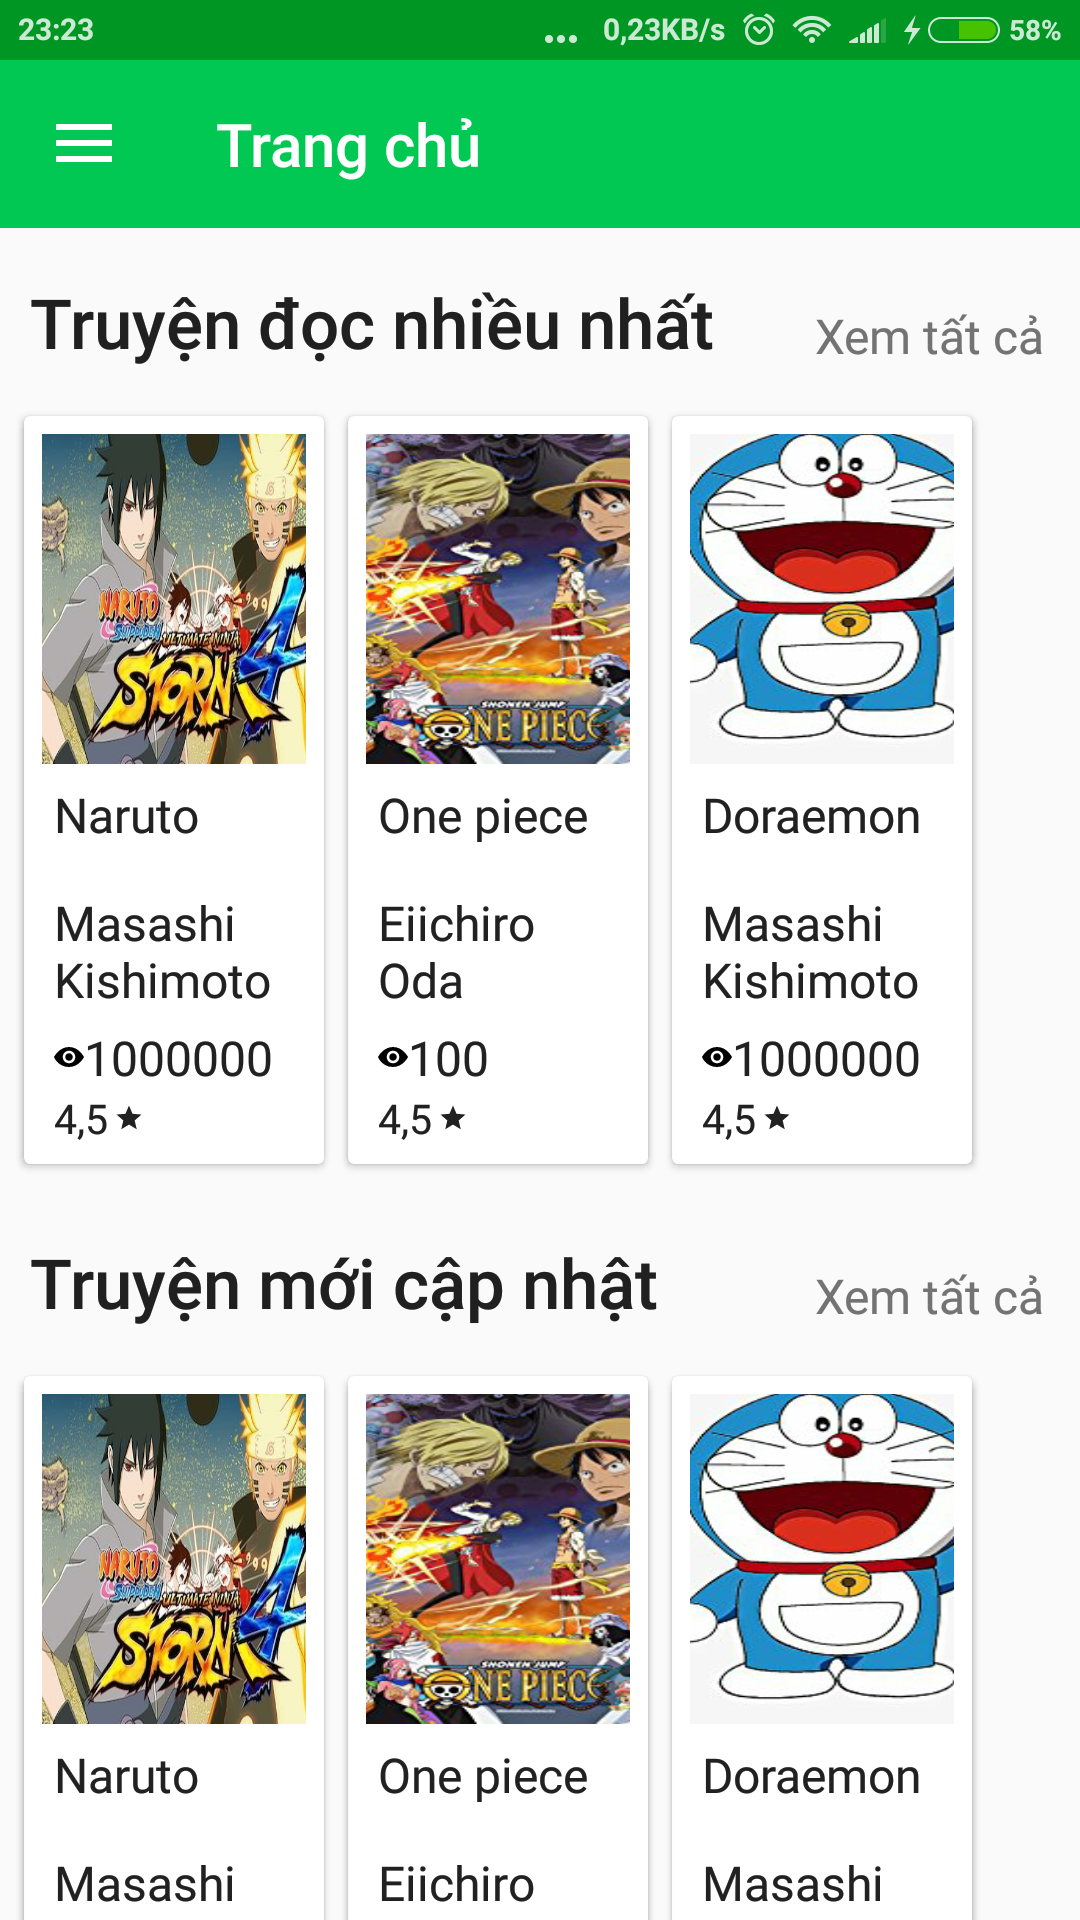 23:23 ... 0,23KB/s 58%
Trang chủ
Truyện đọc nhiều nhất Xem tất cả
NARUTO
SHIPPUDEN
ULTIMATE NINJA
STORM 4
SHONEN JUMP
ONE PIECE
Naruto One piece Doraemon
Masashi Eiichiro Masashi
Kishimoto Oda Kishimoto
1000000 100 1000000
4,5 4,5 4,5
Truyện mới cập nhật Xem tất cả
NARUTO
SHIPPUDEN
ULTIMATE NINJA
STORM 4
SHONEN JUMP
ONE PIECE
Naruto One piece Doraemon
Masashi Eiichiro Masashi